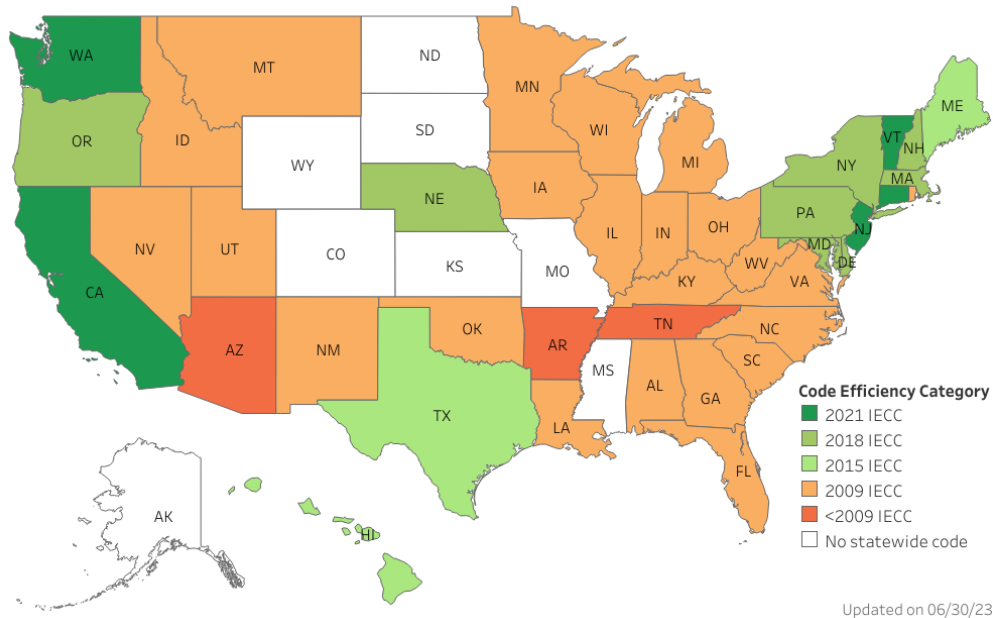 WA
MT
ND
MN
ME
OR
ID
SD
WI
MI
VT
NH
NY
MA
WY
NE
IA
PA
NJ
NV
UT
CO
KS
MO
IL
IN
OH
WV
MD
DE
VA
KY
CA
AZ
NM
OK
AR
TN
NC
SC
MS
AL
GA
TX
LA
FL
AK
HI
Code Efficiency Category
2021 IECC
2018 IECC
2015 IECC
2009 IECC
<2009 IECC
No statewide code
Updated on 06/30/23